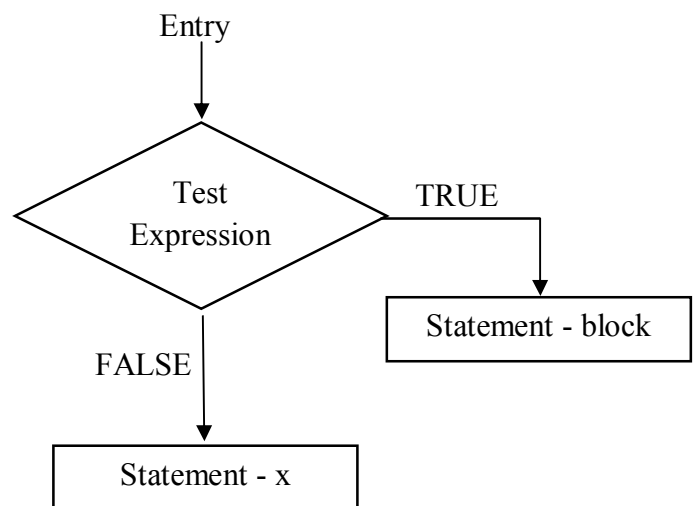 Entry
Test
Expression
TRUE
Statement - block
FALSE
Statement - x